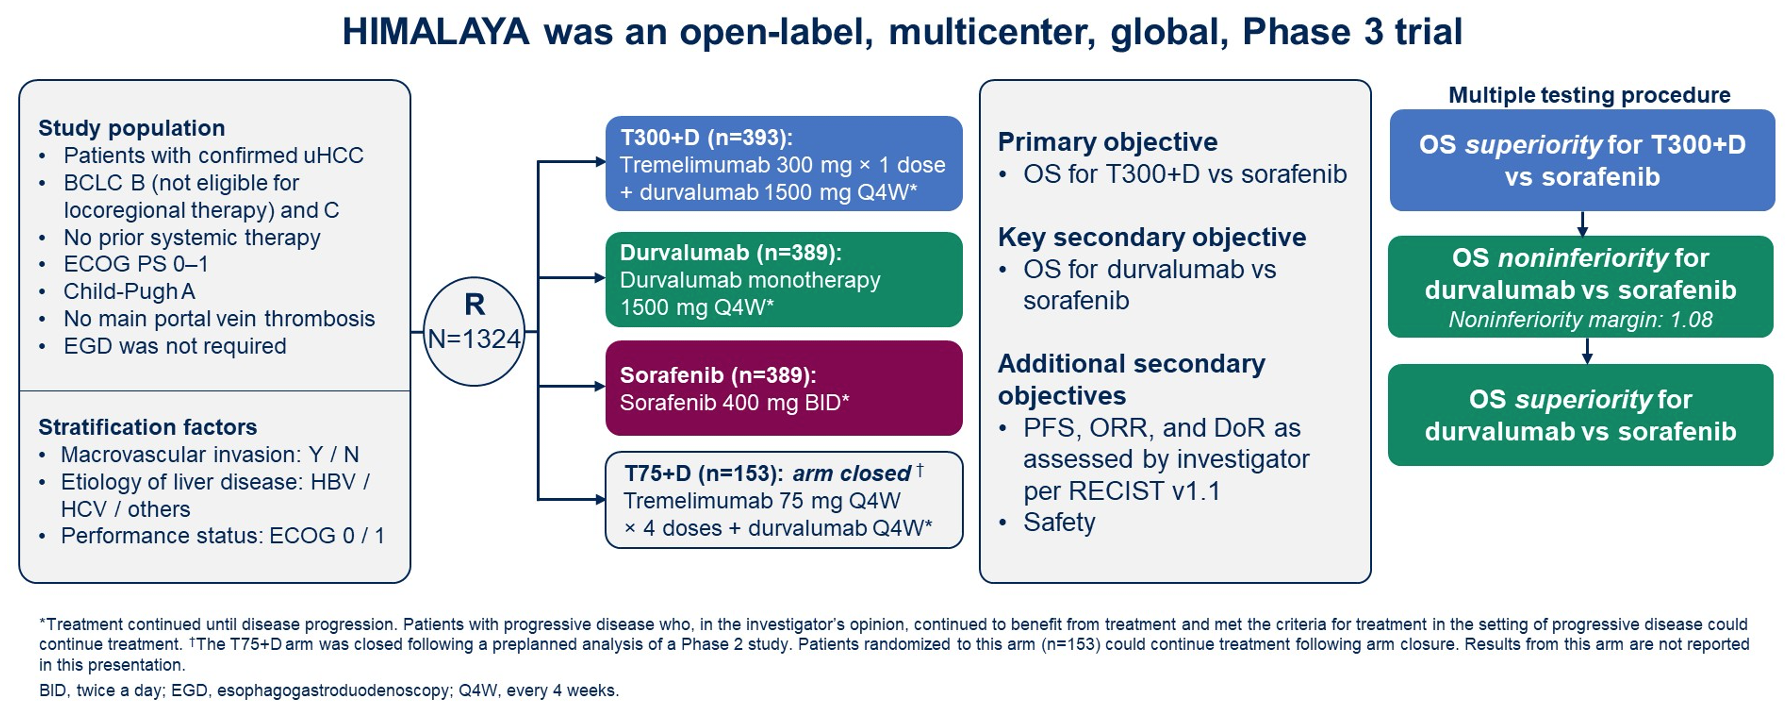 HIMALAYA was an open-label, multicenter, global, Phase 3 trial
Study population
• Patients with confirmed uHCC
• BCLC B (not eligible for
locoregional therapy) and C
• No prior systemic therapy
• ECOG PS 0–1
• Child-Pugh A
• No main portal vein thrombosis
• EGD was not required
Stratification factors
• Macrovascular invasion: Y / N
• Etiology of liver disease: HBV /
HCV / others
• Performance status: ECOG 0 / 1
R
N=1324
T300+D (n=393):
Tremelimumab 300 mg × 1 dose
+ durvalumab 1500 mg Q4W*
Durvalumab (n=389):
Durvalumab monotherapy
1500 mg Q4W*
Sorafenib (n=389):
Sorafenib 400 mg BID*
T75+D (n=153): arm closed †
Tremelimumab 75 mg Q4W
× 4 doses + durvalumab Q4W*
Primary objective
• OS for T300+D vs sorafenib
Key secondary objective
• OS for durvalumab vs
sorafenib
Additional secondary
objectives
• PFS, ORR, and DoR as
assessed by investigator
per RECIST v1.1
• Safety
Multiple testing procedure
OS superiority for T300+D
vs sorafenib
OS noninferiority for
durvalumab vs sorafenib
Noninferiority margin: 1.08
OS superiority for
durvalumab vs sorafenib
*Treatment continued until disease progression. Patients with progressive disease who, in the investigator’s opinion, continued to benefit from treatment and met the criteria for treatment in the setting of progressive disease could
continue treatment. †The T75+D arm was closed following a preplanned analysis of a Phase 2 study. Patients randomized to this arm (n=153) could continue treatment following arm closure. Results from this arm are not reported
in this presentation.
BID, twice a day; EGD, esophagogastroduodenoscopy; Q4W, every 4 weeks.